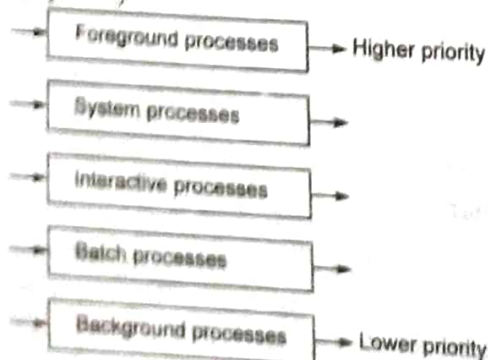 Foreground processes
Higher priority
System processes
Interactive processes
Batch processes
Background processes
Lower priority